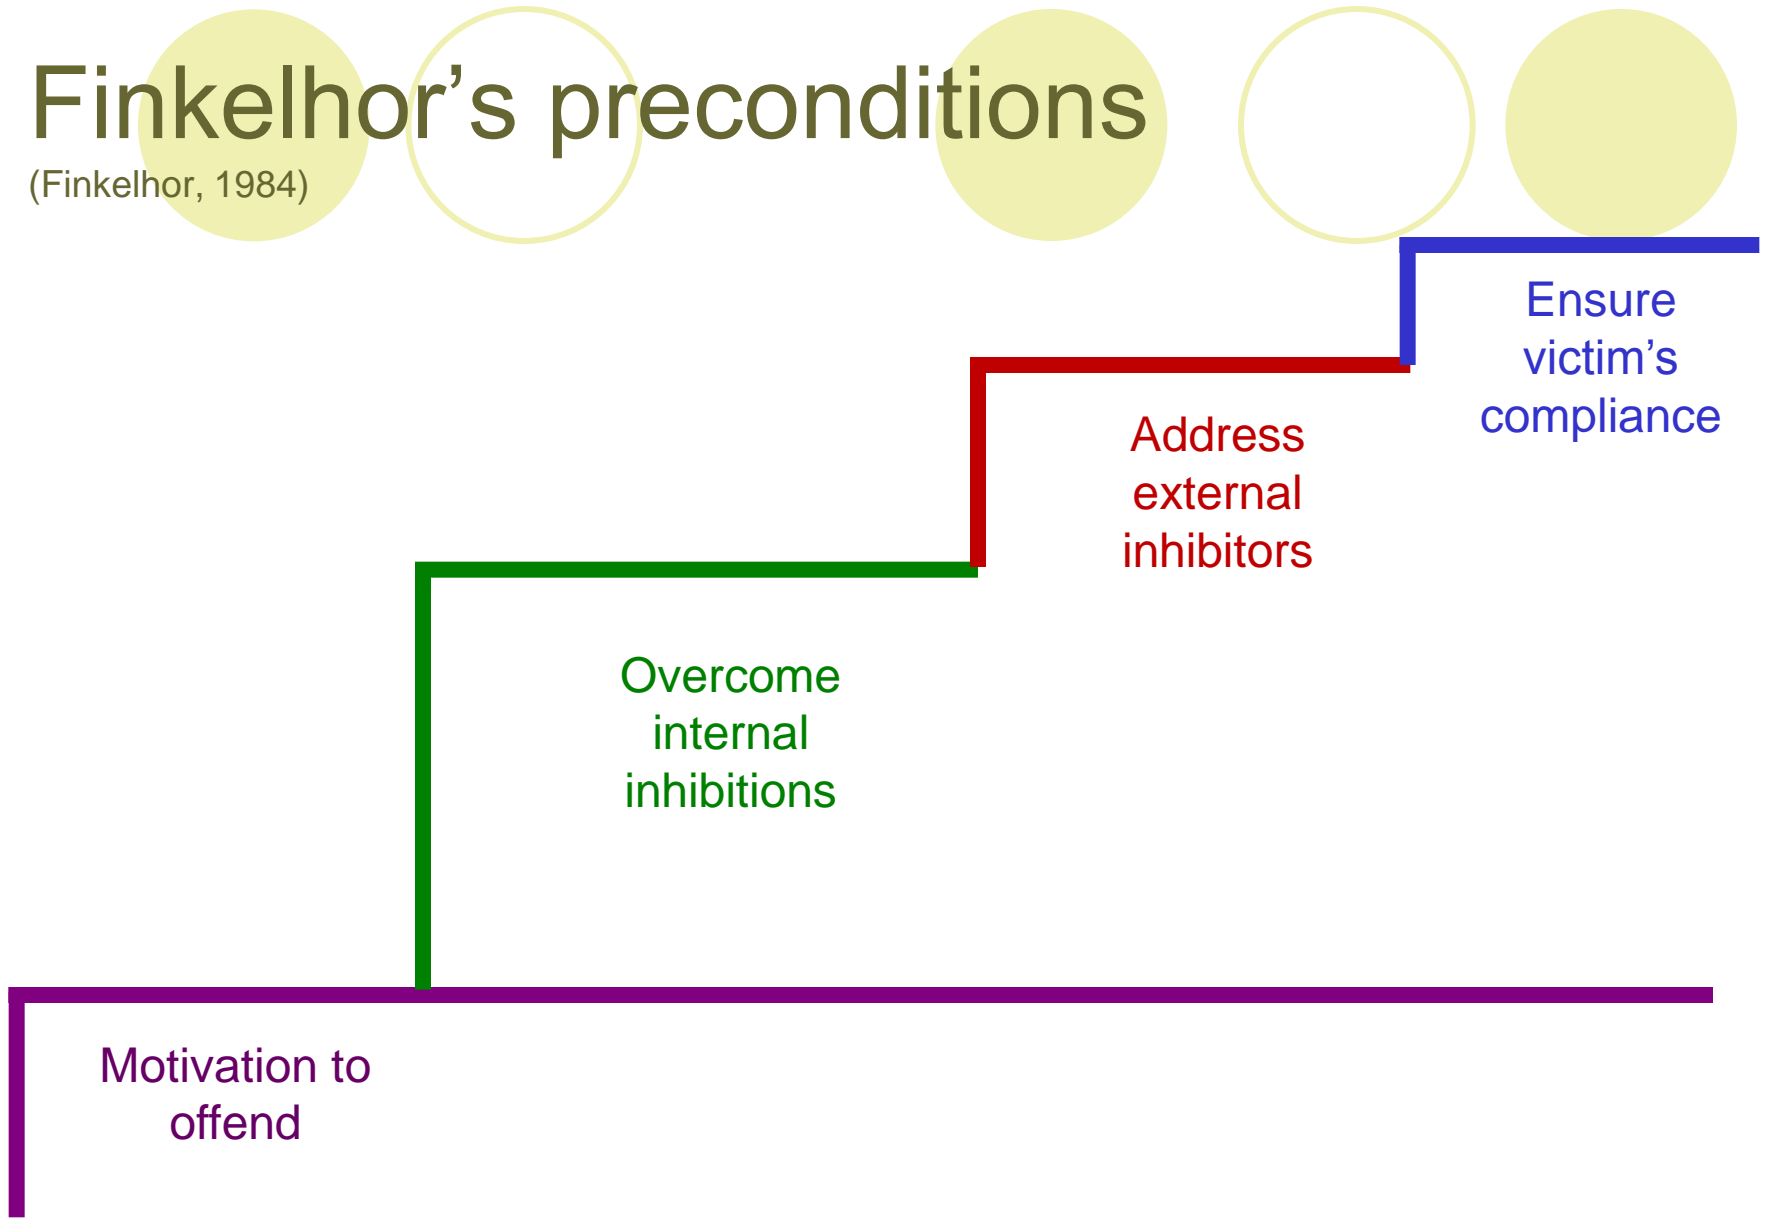 Finkelhor’s preconditions
(Finkelhor, 1984)
Ensure
victim’s
compliance
Address
external
inhibitors
Overcome
internal
inhibitions
Motivation to
offend